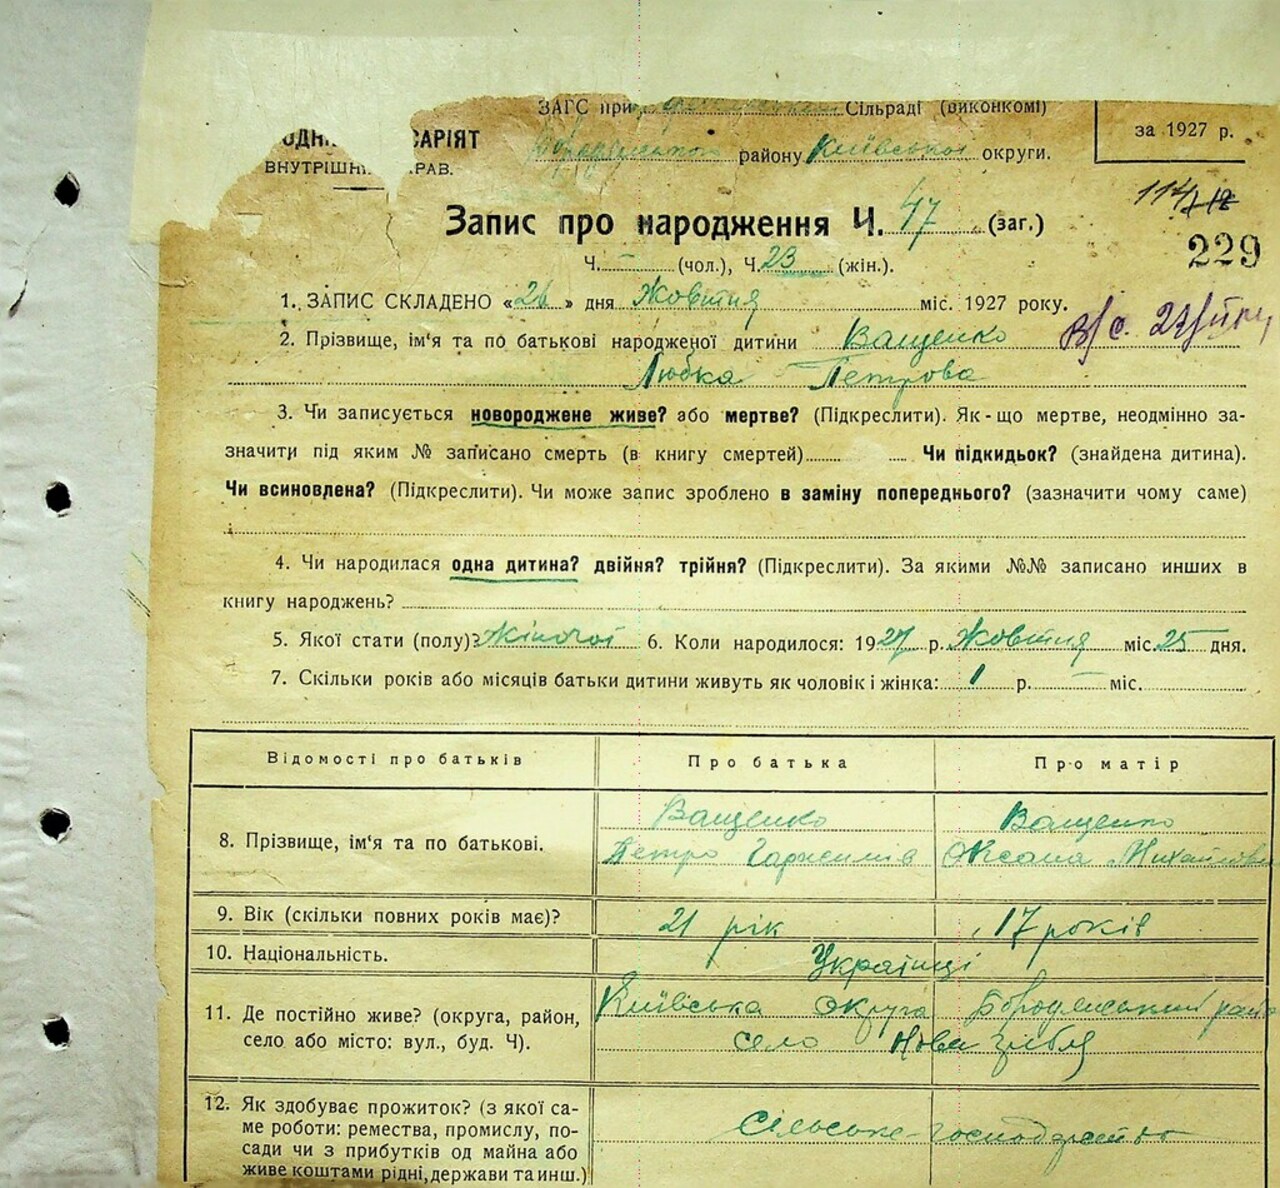 ЗАГС при Сільраді (виконкомі)
за 1927 р.
САРІЯТ
району Київської округи.
ВНУТРІШН РАВ.
114
Запис про народження Ч. 47 (заг.)
229
Ч. – (чол.), Ч. 23 (жін.).
1. ЗАПИС СКЛАДЕНО «26» дня Жовтня міс. 1927 року.
2. Прізвище, ім'я та по батькові народженої дитини Ващенко
Любка Петрова
3. Чи записується новороджене живе? або мертве? (Підкреслити). Як-що мертве, неодмінно за-
значити під яким № записано смерть (в книгу смертей) Чи підкидьок? (знайдена дитина).
Чи всиновлена? (Підкреслити). Чи може запис зроблено в заміну попереднього? (зазначити чому саме)
4. Чи народилася одна дитина? двійня? трійня? (Підкреслити). За якими №№ записано инших в
книгу народжень?
5. Якої стати (полу)? Жіночої 6. Коли народилося: 1927 р. Жовтня міс. 25 дня.
7. Скільки років або місяців батьки дитини живуть як чоловік і жінка: 1 р. – міс.
Відомості про батьків Про батька Про матір
8. Прізвище, ім'я та по батькові. Ващенко Петро Ващенко Оксана
9. Вік (скільки повних років має)? 21 рік 17 років
10. Національність. Українці
11. Де постійно живе? (округа, район, Київська округа Бородянський район
село або місто: вул., буд. Ч). село Нова Гребля
12. Як здобуває прожиток? (з якої са- Сільське-господарство
ме роботи: ремества, промислу, по-
сади чи з прибутків од майна або
живе коштами рідні, держави та инш.)